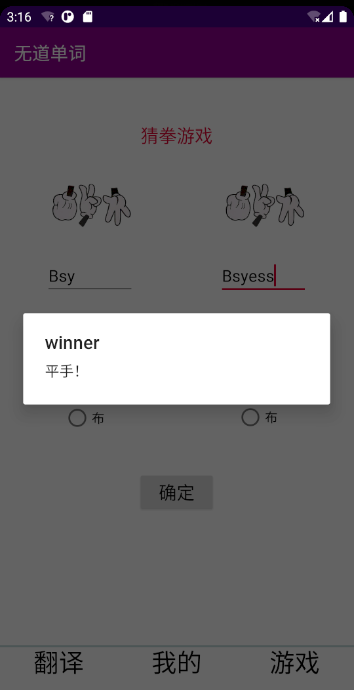 3:16
无道单词
猜拳游戏
Bsy
Bsyess
winner
平手!
布
布
确定
翻译
我的
游戏